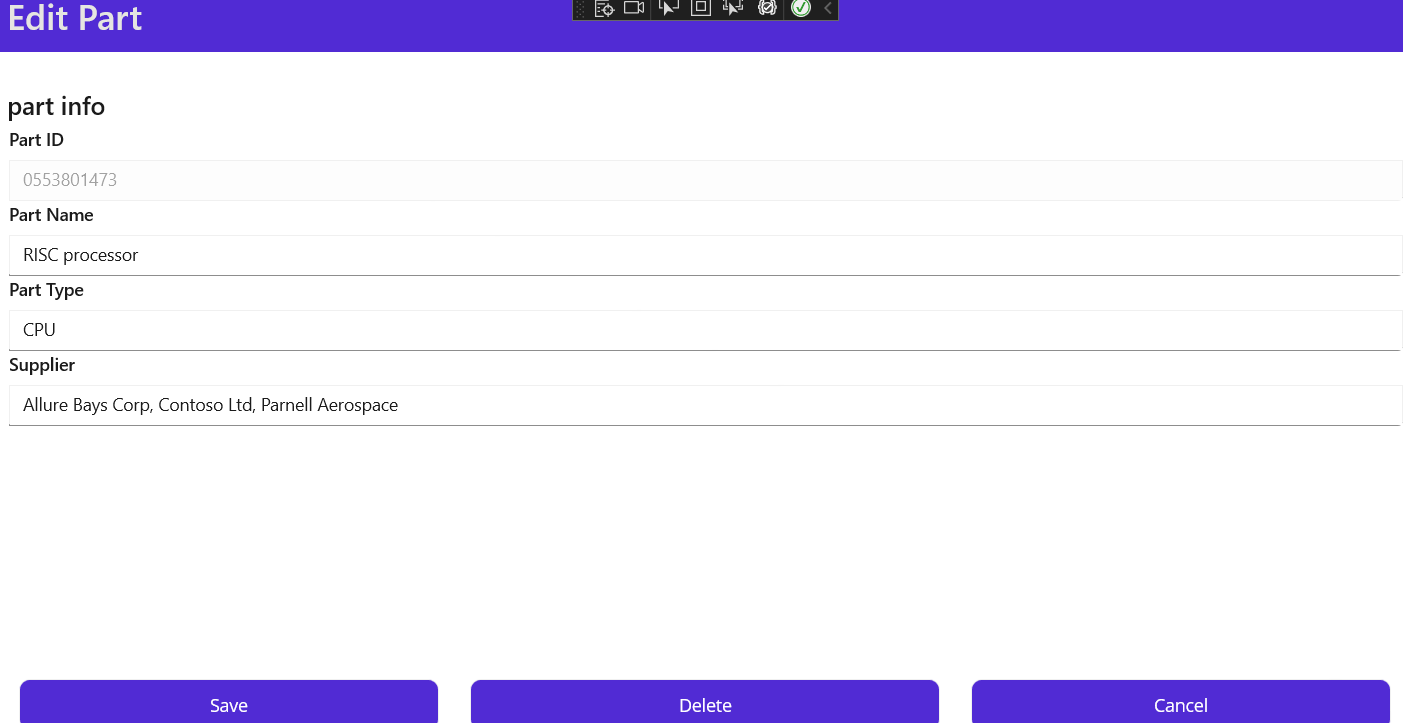 Edit Part
part info
Part ID
0553801473
Part Name
RISC processor
Part Type
CPU
Supplier
Allure Bays Corp, Contoso Ltd, Parnell Aerospace
Save
Delete
Cancel